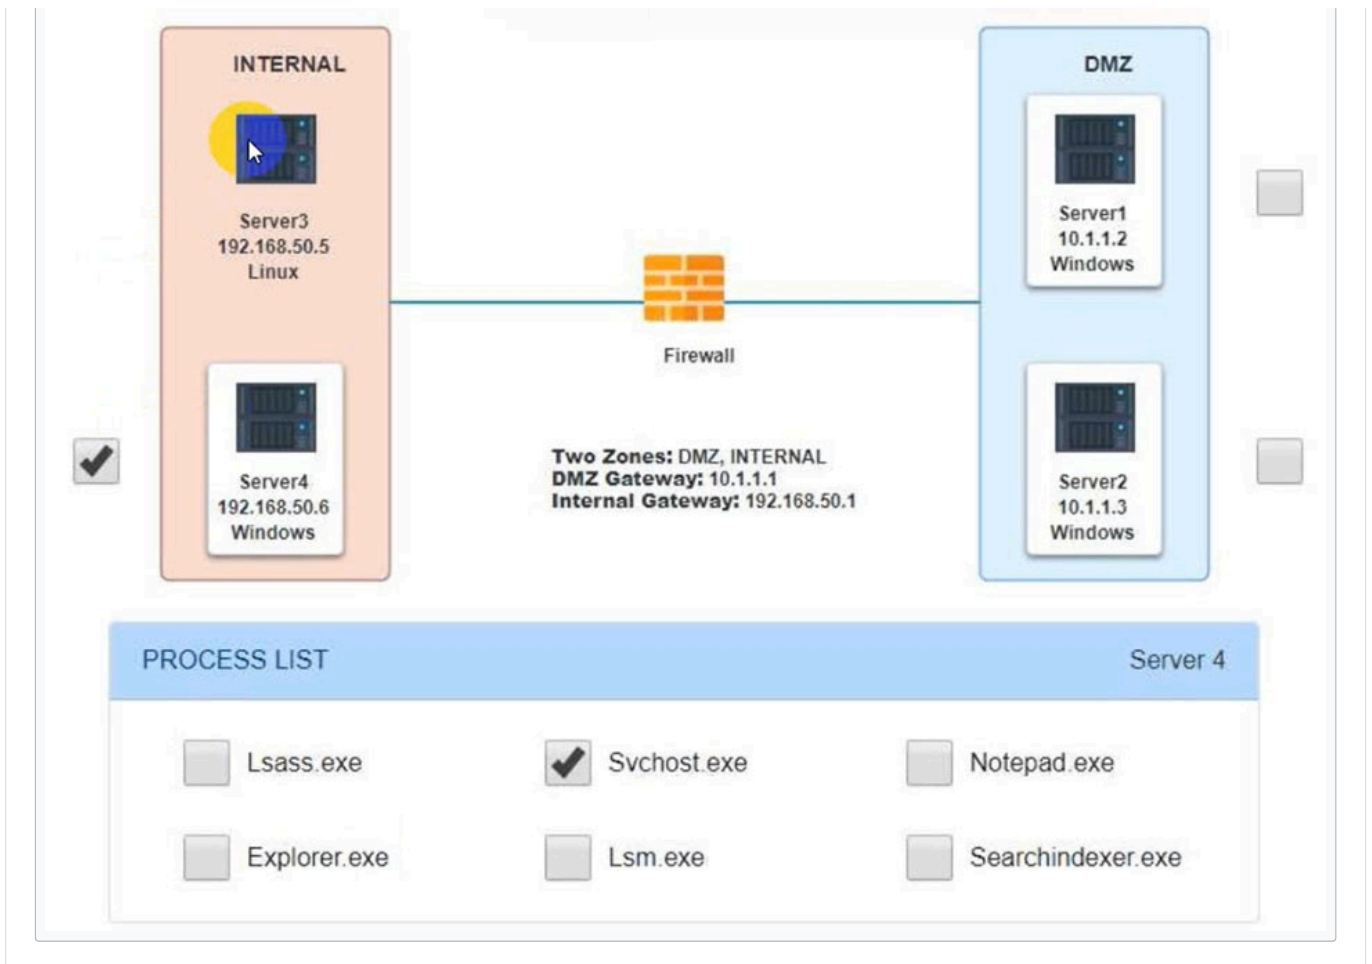 INTERNAL
Server3
192.168.50.5
Linux
Server4
192.168.50.6
Windows
Firewall
Two Zones: DMZ, INTERNAL
DMZ Gateway: 10.1.1.1
Internal Gateway: 192.168.50.1
DMZ
Server1
10.1.1.2
Windows
Server2
10.1.1.3
Windows
PROCESS LIST Server 4
Lsass.exe Svchost.exe Notepad.exe
Explorer.exe Lsm.exe Searchindexer.exe